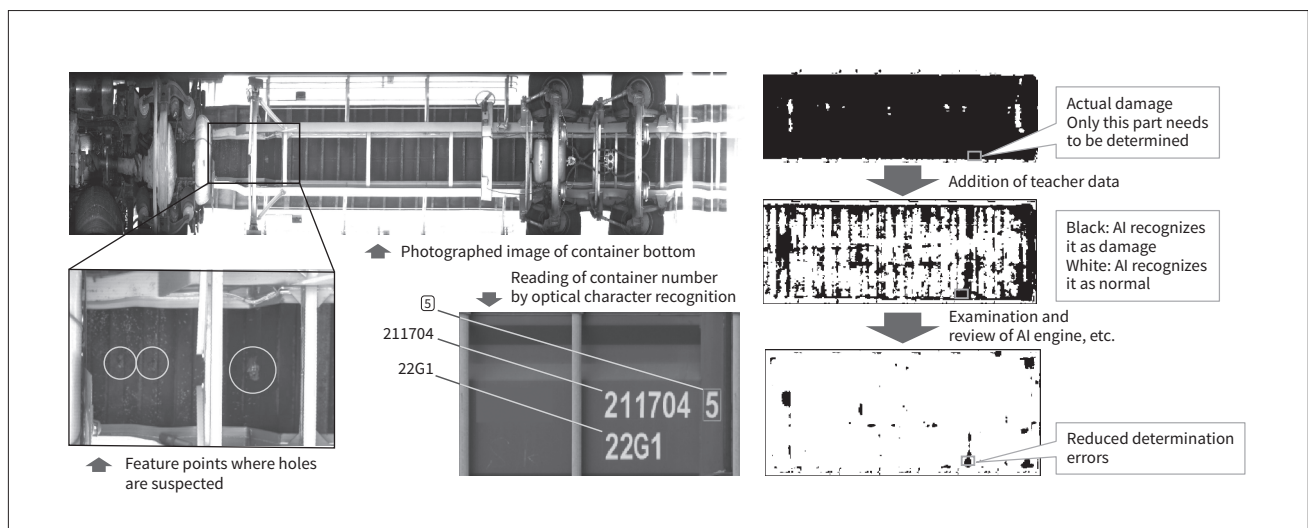 Photographed image of container bottom
Reading of container number
by optical character recognition
5
211704
22G1
211704 5
22G1
Feature points where holes
are suspected
Actual damage
Only this part needs
to be determined
Addition of teacher data
Black: AI recognizes
it as damage
White: AI recognizes
it as normal
Examination and
review of AI engine, etc.
Reduced determination
errors